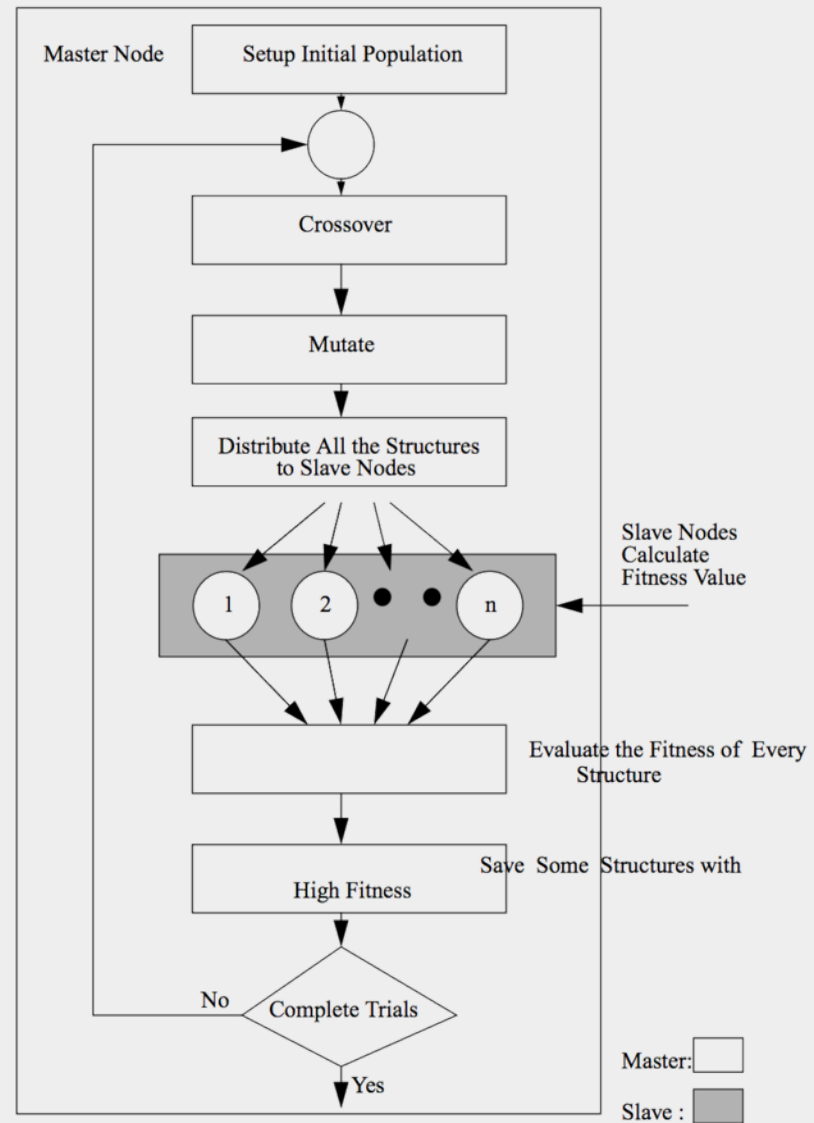 Master Node
Setup Initial Population
Crossover
Mutate
Distribute All the Structures
to Slave Nodes
Slave Nodes
Calculate
Fitness Value
1
2
n
Evaluate the Fitness of Every
Structure
Save Some Structures with
High Fitness
No
Complete Trials
Yes
Master:
Slave :